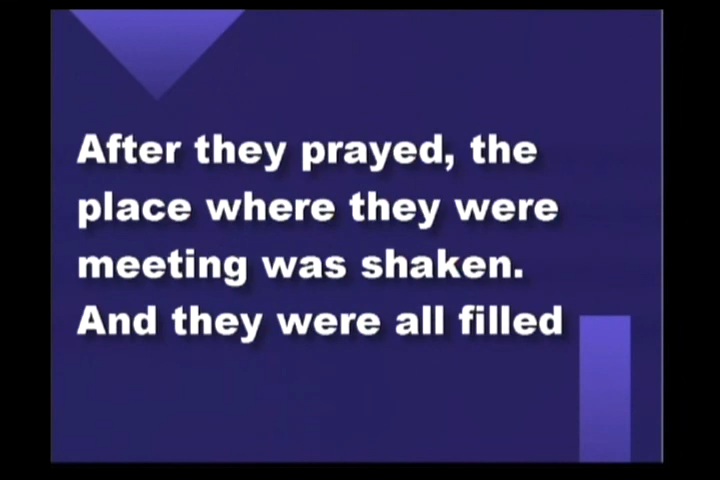 After they prayed, the
place where they were
meeting was shaken.
And they were all filled